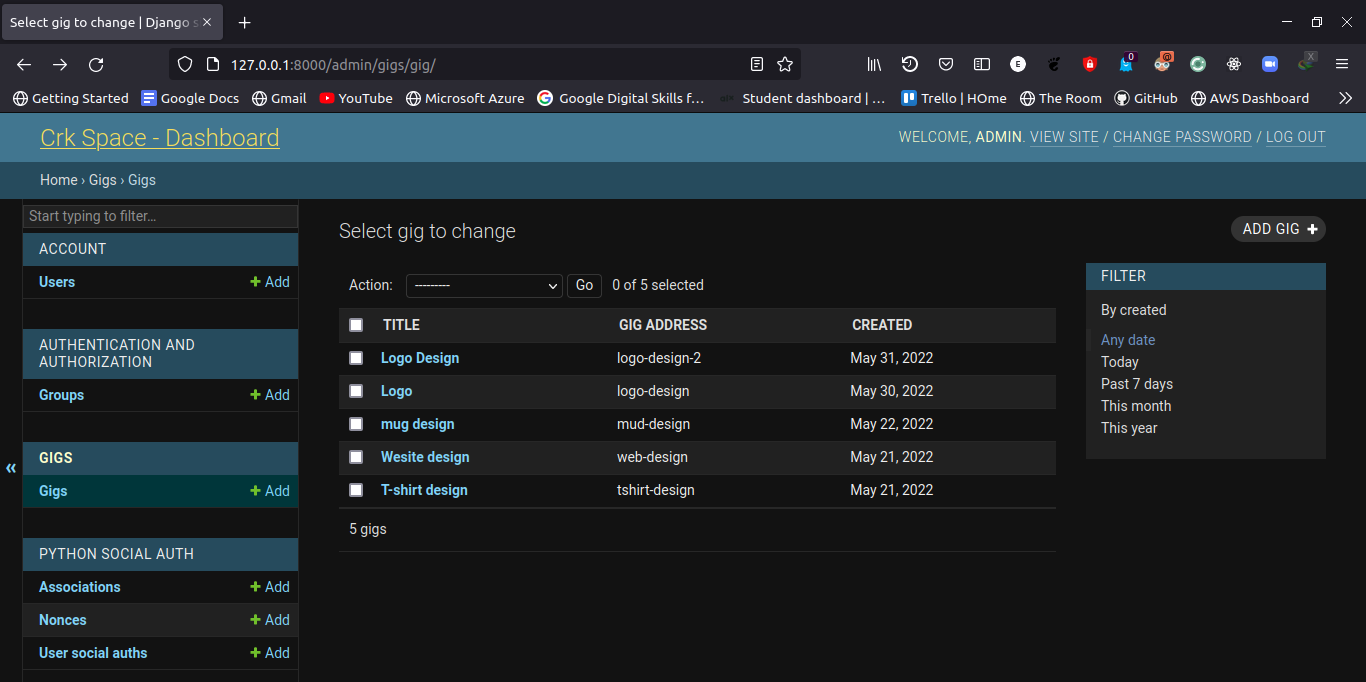 Select gig to change | Django s
127.0.0.1:8000/admin/gigs/gig/
E
0
@
X
Getting Started Google Docs Gmail YouTube Microsoft Azure Google Digital Skills f... Student dashboard | ... Trello | HOme The Room GitHub AWS Dashboard
Crk Space - Dashboard
WELCOME, ADMIN. VIEW SITE / CHANGE PASSWORD / LOG OUT
Home › Gigs › Gigs
Start typing to filter...
ACCOUNT
Users + Add
AUTHENTICATION AND
AUTHORIZATION
Groups + Add
«
GIGS
Gigs + Add
PYTHON SOCIAL AUTH
Associations + Add
Nonces + Add
User social auths + Add
Select gig to change
ADD GIG +
Action: --------- Go 0 of 5 selected
TITLE GIG ADDRESS CREATED
Logo Design logo-design-2 May 31, 2022
Logo logo-design May 30, 2022
mug design mud-design May 22, 2022
Wesite design web-design May 21, 2022
T-shirt design tshirt-design May 21, 2022
5 gigs
FILTER
By created
Any date
Today
Past 7 days
This month
This year